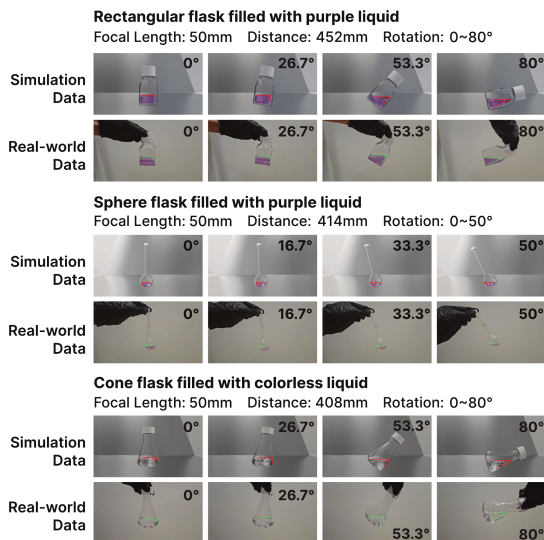 Rectangular flask filled with purple liquid
Focal Length: 50mm Distance: 452mm Rotation: 0~80°
Simulation Data 0° 26.7° 53.3° 80°
Real-world Data 0° 26.7° 53.3° 80°
Sphere flask filled with purple liquid
Focal Length: 50mm Distance: 414mm Rotation: 0~50°
Simulation Data 0° 16.7° 33.3° 50°
Real-world Data 0° 16.7° 33.3° 50°
Cone flask filled with colorless liquid
Focal Length: 50mm Distance: 408mm Rotation: 0~80°
Simulation Data 0° 26.7° 53.3° 80°
Real-world Data 0° 26.7° 53.3° 80°